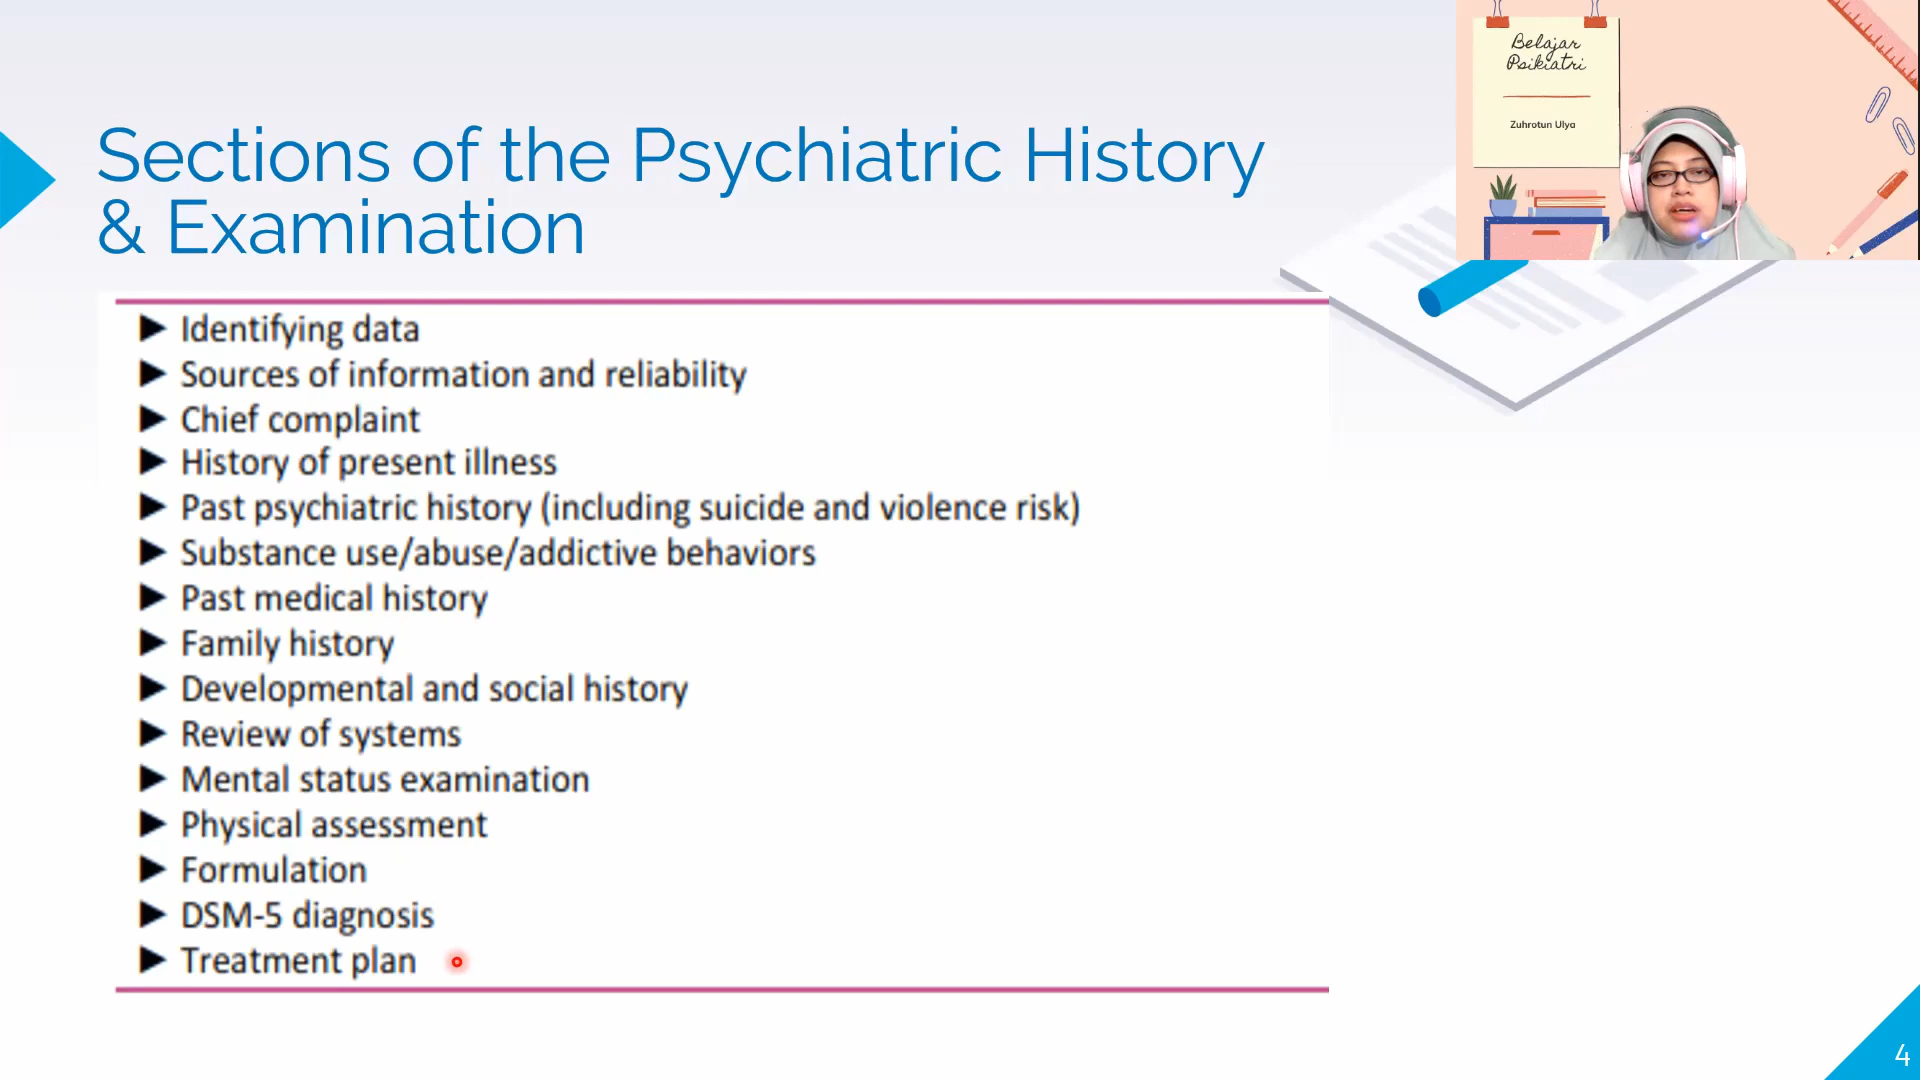 Sections of the Psychiatric History
& Examination
Belajar
Psikiatri
Zuhrotun Ulya
► Identifying data
► Sources of information and reliability
► Chief complaint
► History of present illness
► Past psychiatric history (including suicide and violence risk)
► Substance use/abuse/addictive behaviors
► Past medical history
► Family history
► Developmental and social history
► Review of systems
► Mental status examination
► Physical assessment
► Formulation
► DSM-5 diagnosis
► Treatment plan
4